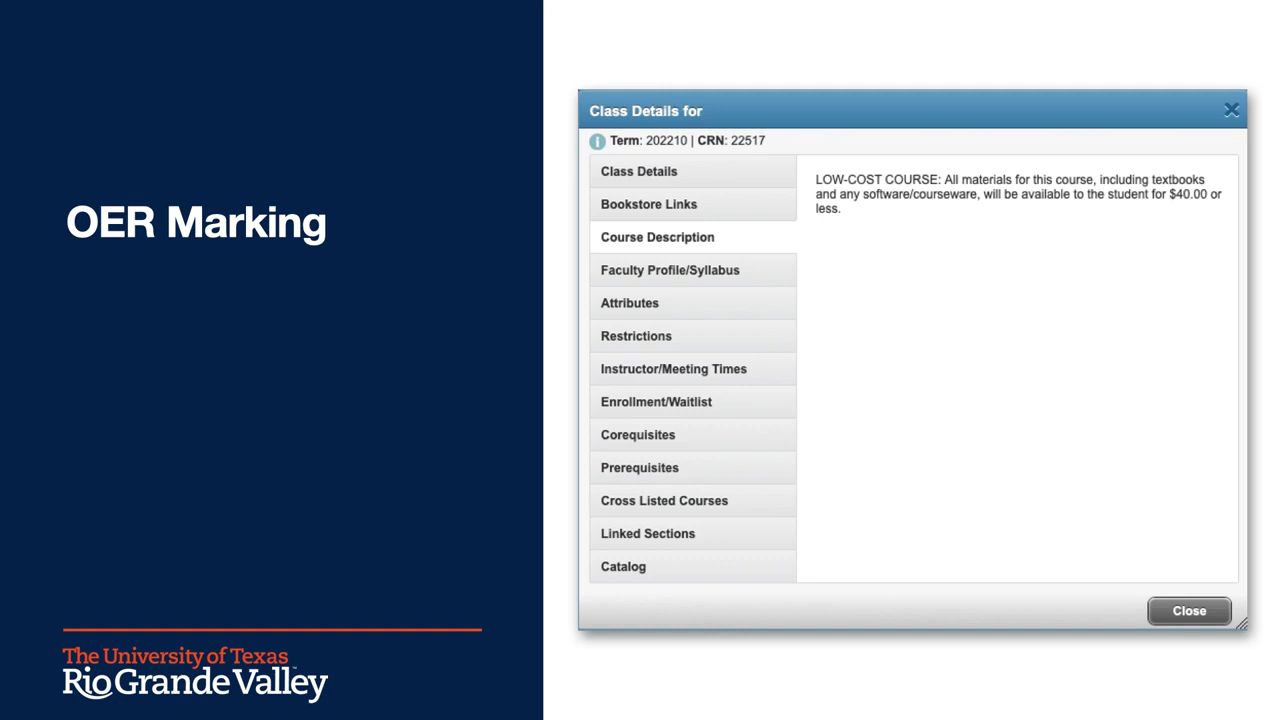 OER Marking
The University of Texas
Rio Grande Valley
Class Details for
Term: 202210 | CRN: 22517
Class Details
Bookstore Links
Course Description
Faculty Profile/Syllabus
Attributes
Restrictions
Instructor/Meeting Times
Enrollment/Waitlist
Corequisites
Prerequisites
Cross Listed Courses
Linked Sections
Catalog
LOW-COST COURSE: All materials for this course, including textbooks
and any software/courseware, will be available to the student for $40.00 or
less.
Close